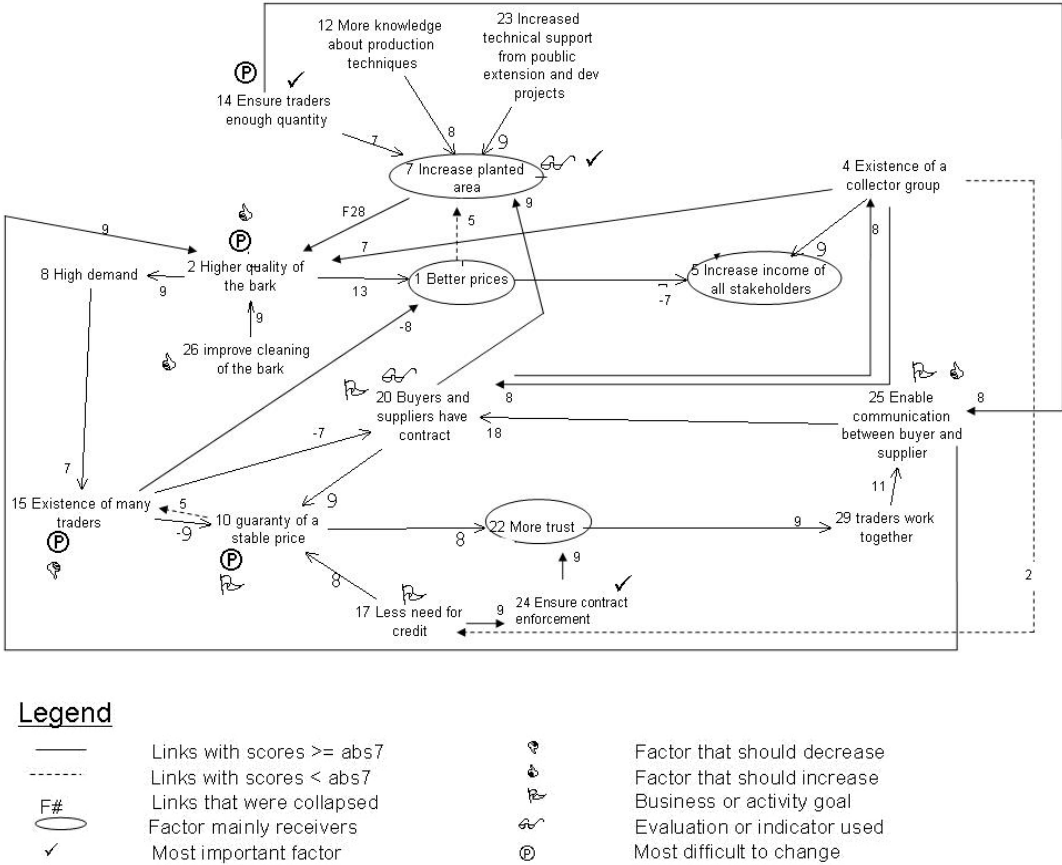 12 More knowledge
about production
techniques
23 Increased
technical support
from poublic
extension and dev
projects
P
14 Ensure traders
enough quantity
7
8
9
7 Increase planted
area
4 Existence of a
collector group
F28
5
9
7
8
9
9
P
2 Higher quality of
the bark
8 High demand
9
13
1 Better prices
-7
5 Increase income of
all stakeholders
9
-8
26 improve cleaning
of the bark
20 Buyers and
suppliers have
contract
8
18
25 Enable
communication
between buyer and
supplier
8
-7
7
15 Existence of many
traders
5
-9
P
9
10 guaranty of a
stable price
P
8
22 More trust
9
29 traders work
together
11
8
9
17 Less need for
credit
9
24 Ensure contract
enforcement
2
Legend
Links with scores >= abs7
Links with scores < abs7
F#
Links that were collapsed
Factor mainly receivers
Most important factor
Factor that should decrease
Factor that should increase
Business or activity goal
Evaluation or indicator used
P
Most difficult to change